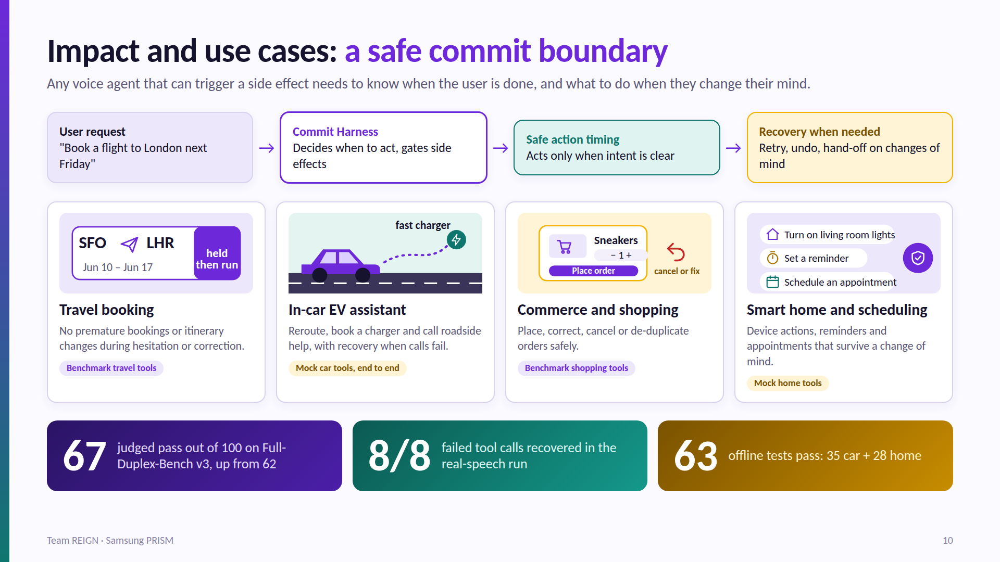 Impact and use cases: a safe commit boundary
Any voice agent that can trigger a side effect needs to know when the user is done, and what to do when they change their mind.
User request
"Book a flight to London next
Friday"
→
Commit Harness
Decides when to act, gates side
effects
→
Safe action timing
Acts only when intent is clear
→
Recovery when needed
Retry, undo, hand-off on changes of
mind
SFO LHR
Jun 10 – Jun 17
held
then run
Travel booking
No premature bookings or itinerary
changes during hesitation or correction.
Benchmark travel tools
fast charger
In-car EV assistant
Reroute, book a charger and call roadside
help, with recovery when calls fail.
Mock car tools, end to end
Sneakers
− 1 +
Place order
cancel or fix
Commerce and shopping
Place, correct, cancel or de-duplicate
orders safely.
Benchmark shopping tools
Turn on living room lights
Set a reminder
Schedule an appointment
Smart home and scheduling
Device actions, reminders and
appointments that survive a change of
mind.
Mock home tools
67
judged pass out of 100 on Full-
Duplex-Bench v3, up from 62
8/8
failed tool calls recovered in the
real-speech run
63
offline tests pass: 35 car + 28 home
Team REIGN · Samsung PRISM
10